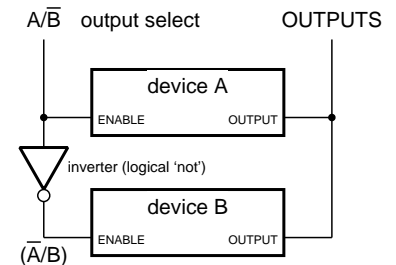 A/B̅ output select OUTPUTS
device A
ENABLE OUTPUT
inverter (logical ‘not’)
device B
ENABLE OUTPUT
(A̅/B)